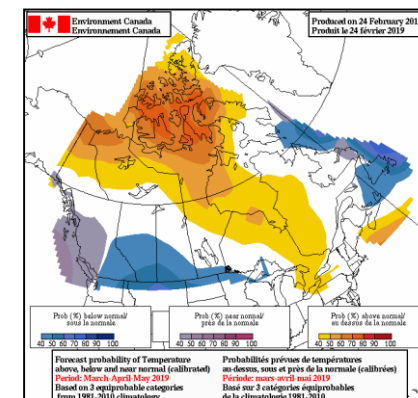 Environment Canada
Environnement Canada
Produced on 24 February 201
Produit le 24 février 2019
Prob (%) below normal/
sous la normale
40 50 60 70 80 90 100
Prob (%) near normal/
près de la normale
40 50 60 70 80 90 100
Prob (%) above normal/
au dessus de la normale
40 50 60 70 80 90 100
Forecast probability of Temperature
above, below and near normal (calibrated)
Period: March-April-May 2019
Based on 3 equiprobable categories
from 1981-2010 climatology
Probabilités prévues de températures
au-dessus, sous et près de la normale (calibrées)
Période: mars-avril-mai 2019
Basé sur 3 catégories équiprobables
de la climatologie 1981-2010